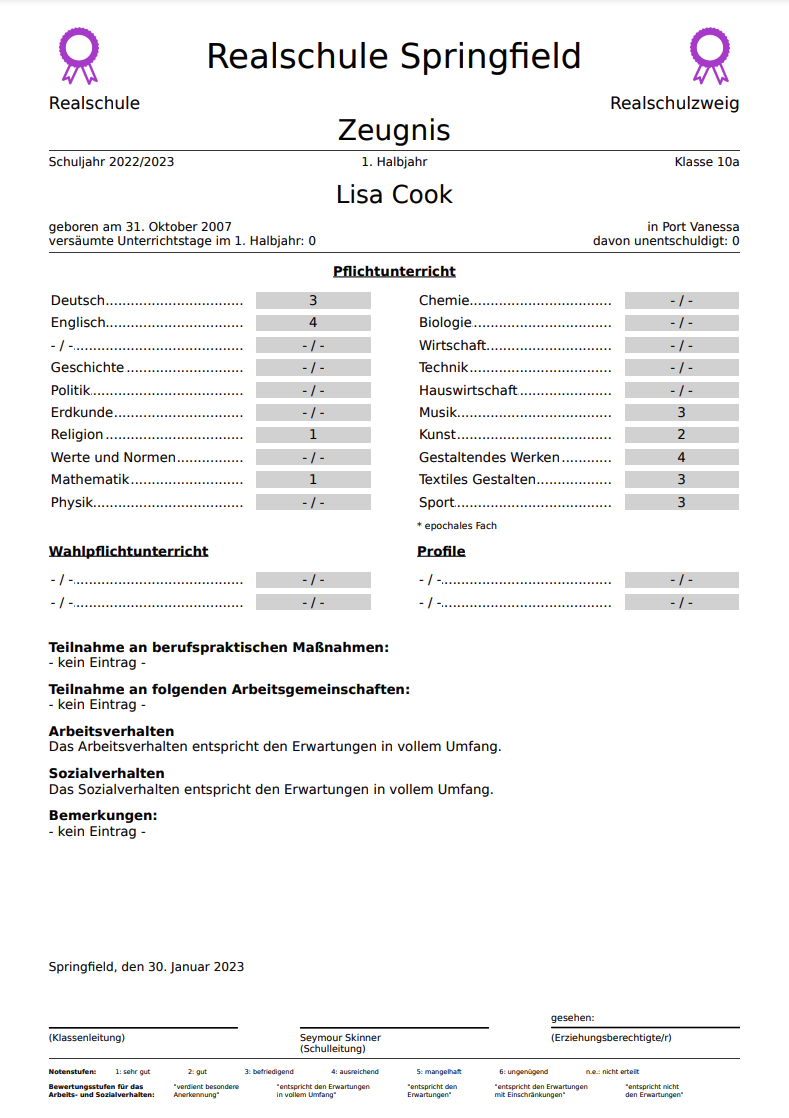 Realschule Springfield
Realschule Realschulzweig
Zeugnis
Schuljahr 2022/2023 1. Halbjahr Klasse 10a
Lisa Cook
geboren am 31. Oktober 2007 in Port Vanessa
versäumte Unterrichtstage im 1. Halbjahr: 0 davon unentschuldigt: 0
Pflichtunterricht
Deutsch................................. 3 Chemie.................................. - / -
Englisch................................. 4 Biologie.................................. - / -
- / -......................................... - / - Wirtschaft.............................. - / -
Geschichte............................ - / - Technik................................... - / -
Politik..................................... - / - Hauswirtschaft...................... - / -
Erdkunde............................... - / - Musik..................................... 3
Religion................................. 1 Kunst..................................... 2
Werte und Normen................ - / - Gestaltendes Werken............ 4
Mathematik........................... 1 Textiles Gestalten.................. 3
Physik.................................... - / - Sport...................................... 3
* epochales Fach
Wahlpflichtunterricht Profile
- / -......................................... - / - - / -......................................... - / -
- / -......................................... - / - - / -......................................... - / -
Teilnahme an berufspraktischen Maßnahmen:
- kein Eintrag -
Teilnahme an folgenden Arbeitsgemeinschaften:
- kein Eintrag -
Arbeitsverhalten
Das Arbeitsverhalten entspricht den Erwartungen in vollem Umfang.
Sozialverhalten
Das Sozialverhalten entspricht den Erwartungen in vollem Umfang.
Bemerkungen:
- kein Eintrag -
Springfield, den 30. Januar 2023
gesehen:
(Klassenleitung) Seymour Skinner (Erziehungsberechtigte/r)
(Schulleitung)
Notenstufen: 1: sehr gut 2: gut 3: befriedigend 4: ausreichend 5: mangelhaft 6: ungenügend n.e.: nicht erteilt
Bewertungsstufen für das "verdient besondere "entspricht den Erwartungen "entspricht den "entspricht den Erwartungen "entspricht nicht
Arbeits- und Sozialverhalten: Anerkennung" in vollem Umfang" Erwartungen" mit Einschränkungen" den Erwartungen"